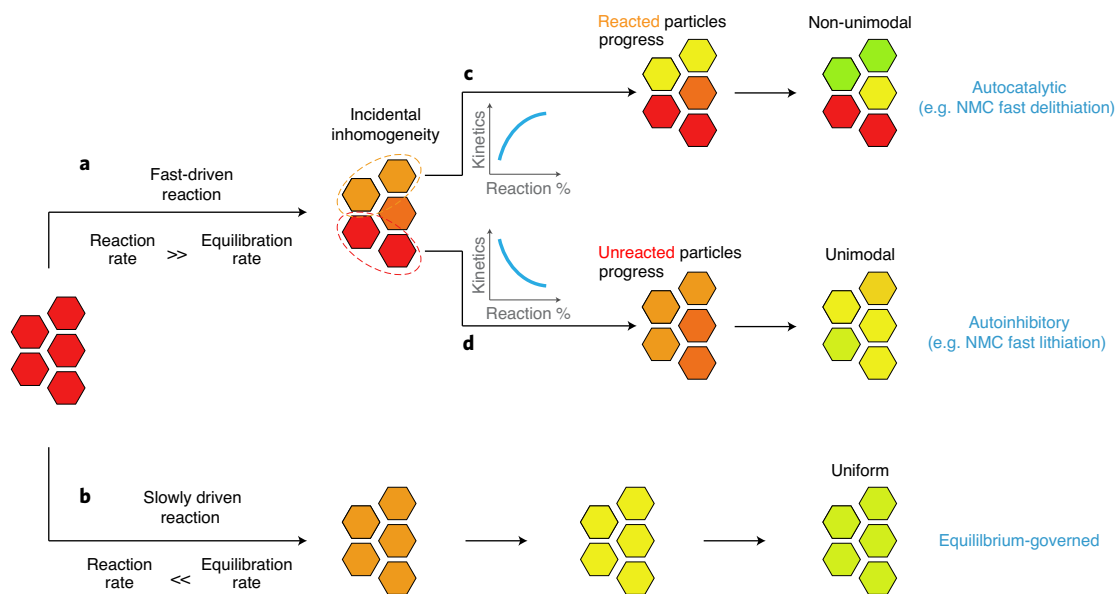 Reacted particles
progress
Non-unimodal
c
Autocatalytic
(e.g. NMC fast delithiation)
Incidental
inhomogeneity
Kinetics
Reaction %
a
Fast-driven
reaction
Reaction
rate
>>
Equilibration
rate
Kinetics
Reaction %
Unreacted particles
progress
Unimodal
d
Autoinhibitory
(e.g. NMC fast lithiation)
b
Slowly driven
reaction
Reaction
rate
<<
Equilibration
rate
Uniform
Equililbrium-governed